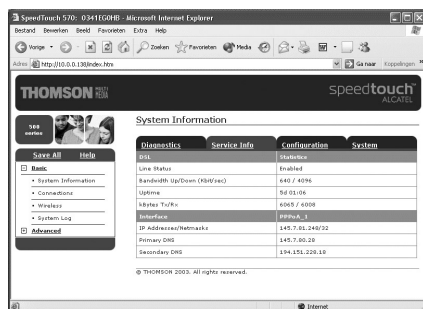 SpeedTouch 570: 0341EG0HB - Microsoft Internet Explorer
Bestand Bewerken Beeld Favorieten Extra Help
Vorige Zoeken Favorieten Media
Adres http://10.0.0.138/index.htm Ga naar Koppelingen
THOMSON
speedtouch™
ALCATEL
500 series
System Information
Save All Help
Basic
System Information
Connections
Wireless
System Log
Advanced
Diagnostics Service Info Configuration System
DSL Statistics
Line Status Enabled
Bandwidth Up/Down (Kbit/sec) 640 / 4096
Uptime 5d 01:06
kBytes Tx/Rx 6065 / 6008
Interface PPPoA_1
IP Addresses/Netmasks 145.7.81.248/32
Primary DNS 145.7.80.28
Secondary DNS 194.151.228.18
© THOMSON 2003. All rights reserved.
Internet